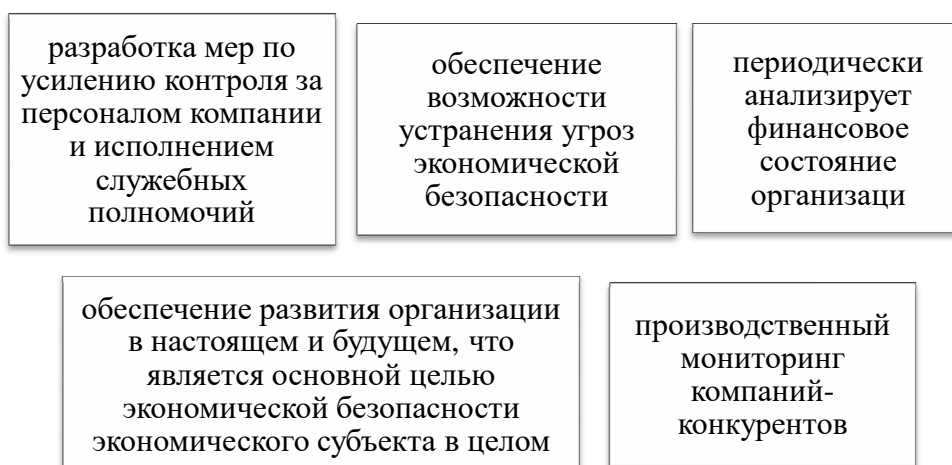 разработка мер по
усилению контроля за
персоналом компании
и исполнением
служебных
полномочий
обеспечение
возможности
устранения угроз
экономической
безопасности
периодически
анализирует
финансовое
состояние
организаци
обеспечение развития организации
в настоящем и будущем, что
является основной целью
экономической безопасности
экономического субъекта в целом
производственный
мониторинг
компаний-
конкурентов